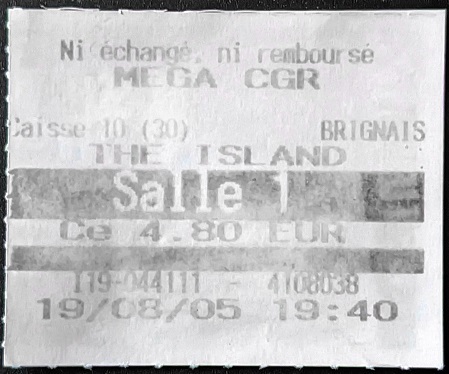 Ni échangé, ni remboursé
MEGA CGR
Caisse 10 (30) BRIGNAIS
THE ISLAND
Salle 1
Ce 4.80 EUR
119-044111 - 4108038
19/08/05 19:40